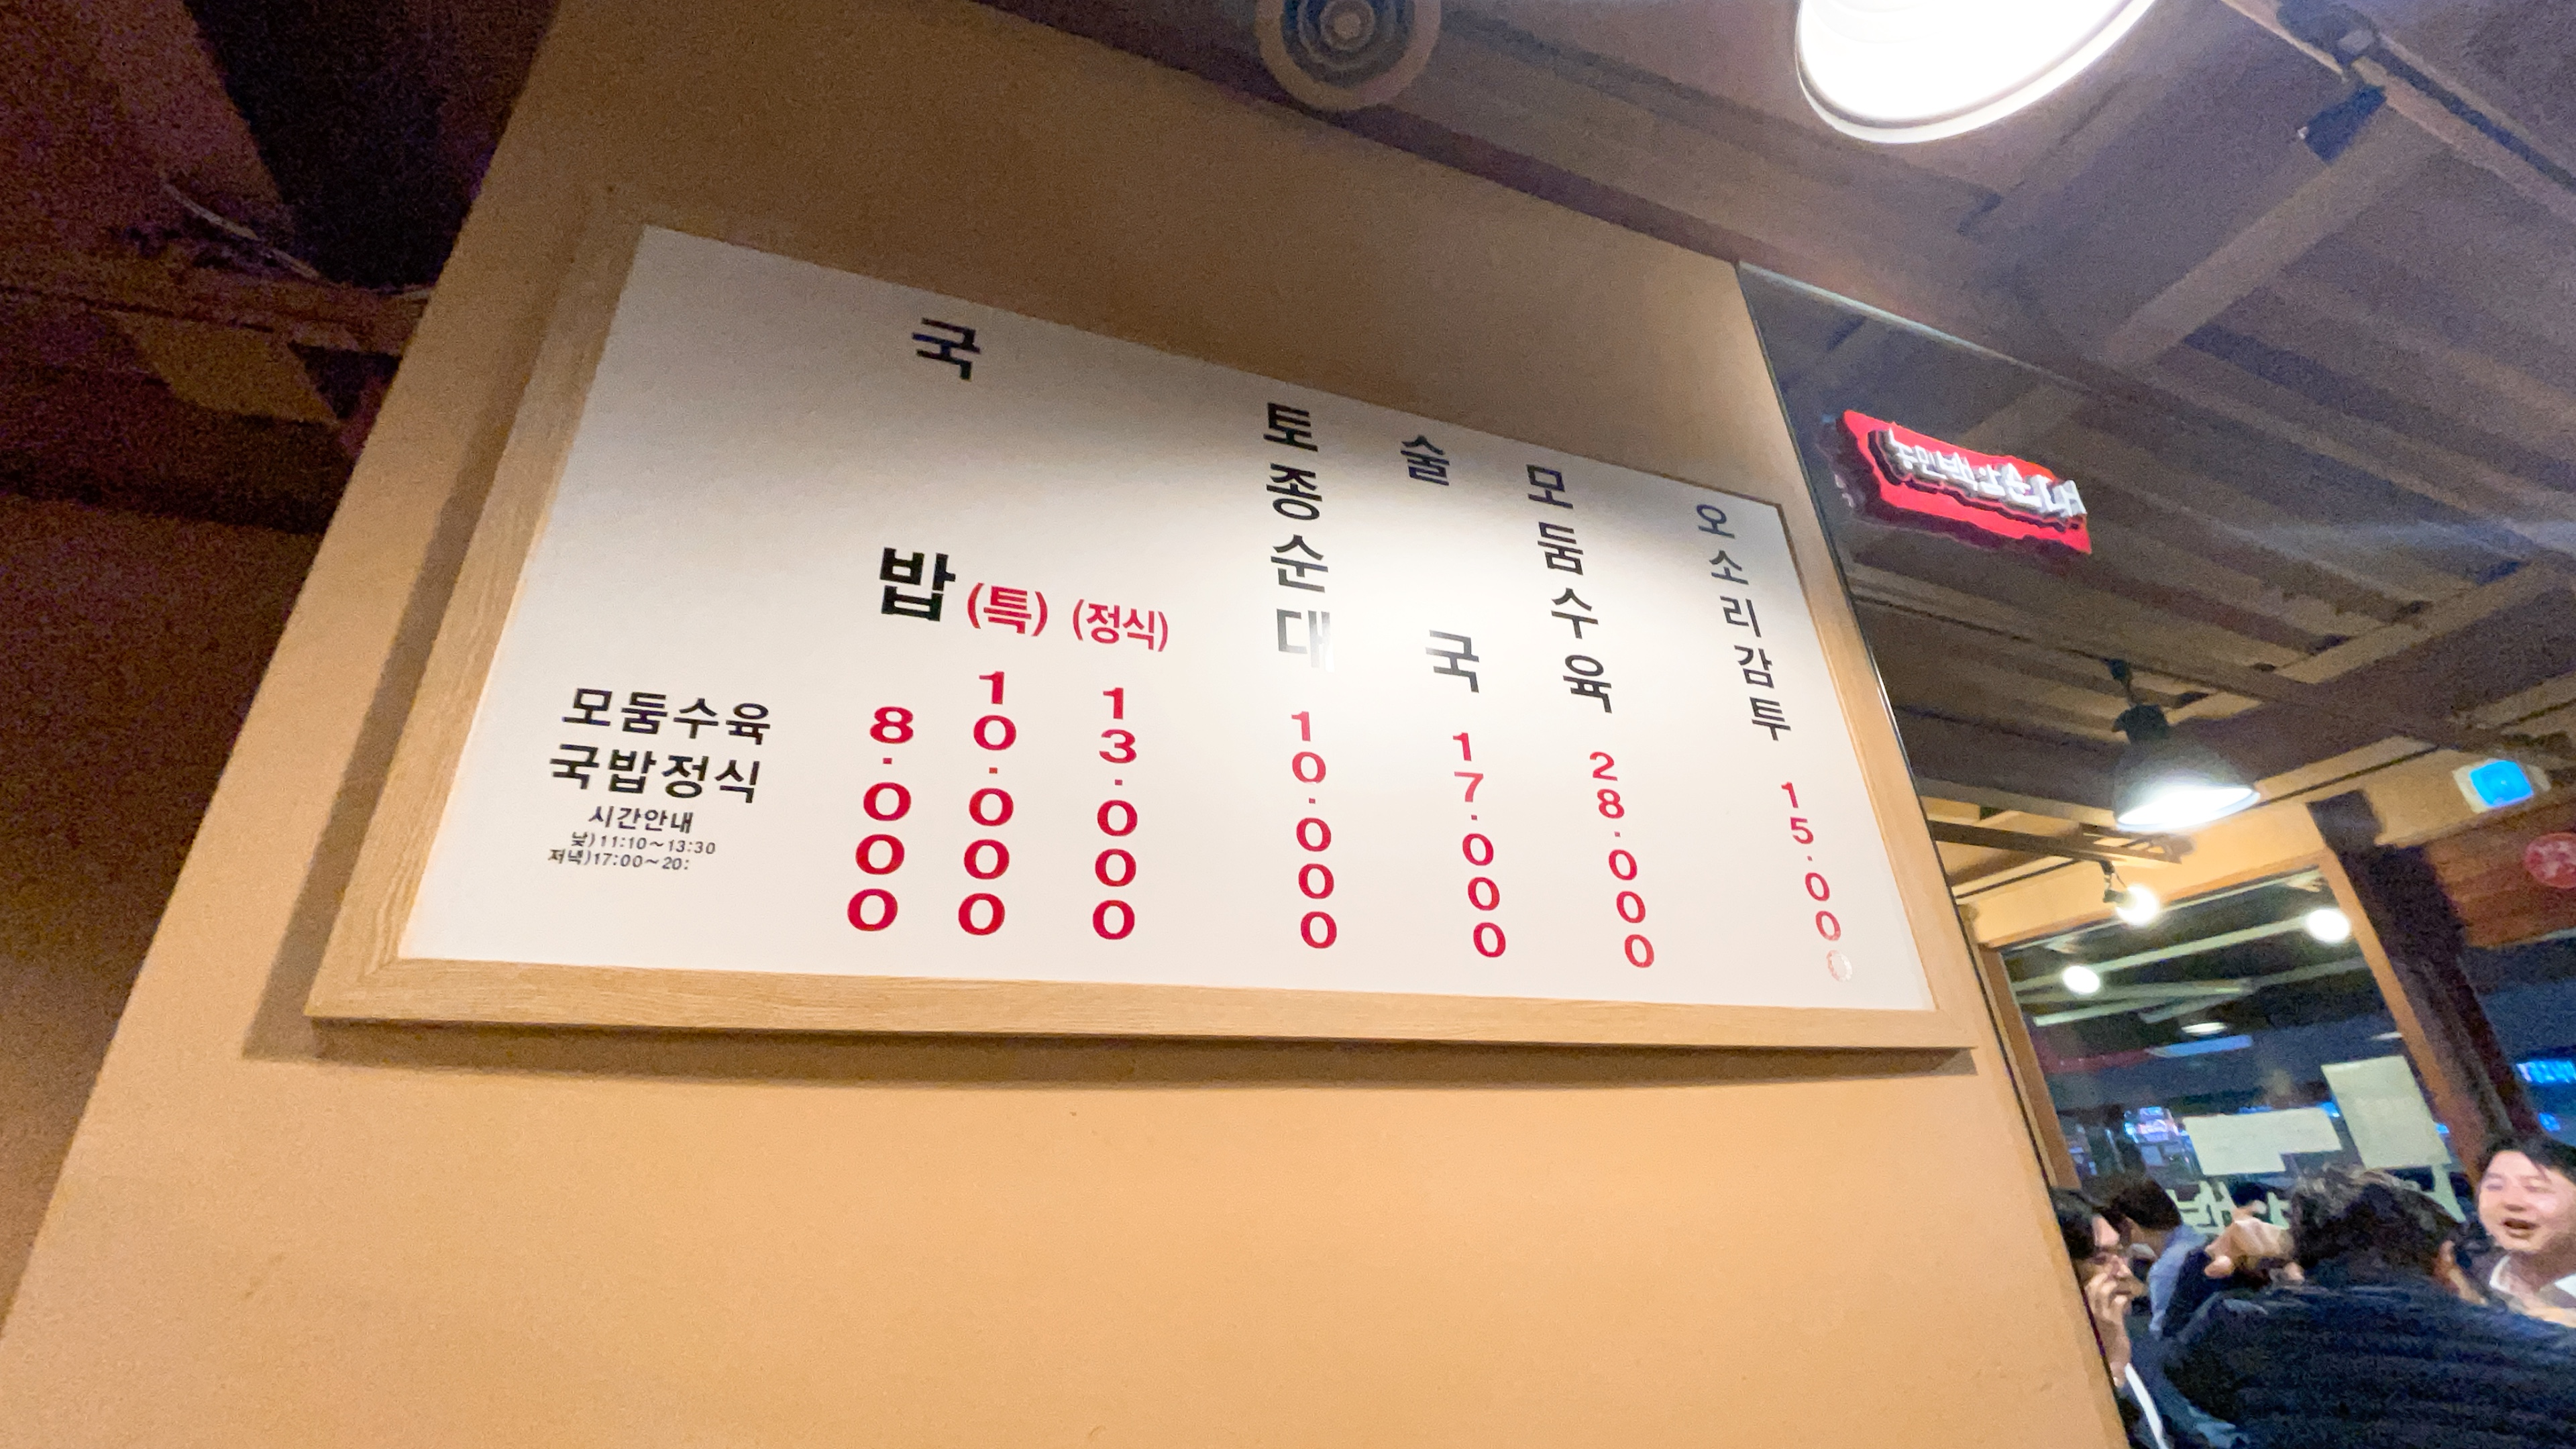 모둠수육
국밥정식
시간안내
낮)11:10~13:30
저녁)17:00~20:
국밥 8.000
(특) 10.000
(정식) 13.000
토종순대 10.000
술국 17.000
모둠수육 28.000
오소리감투 15.000